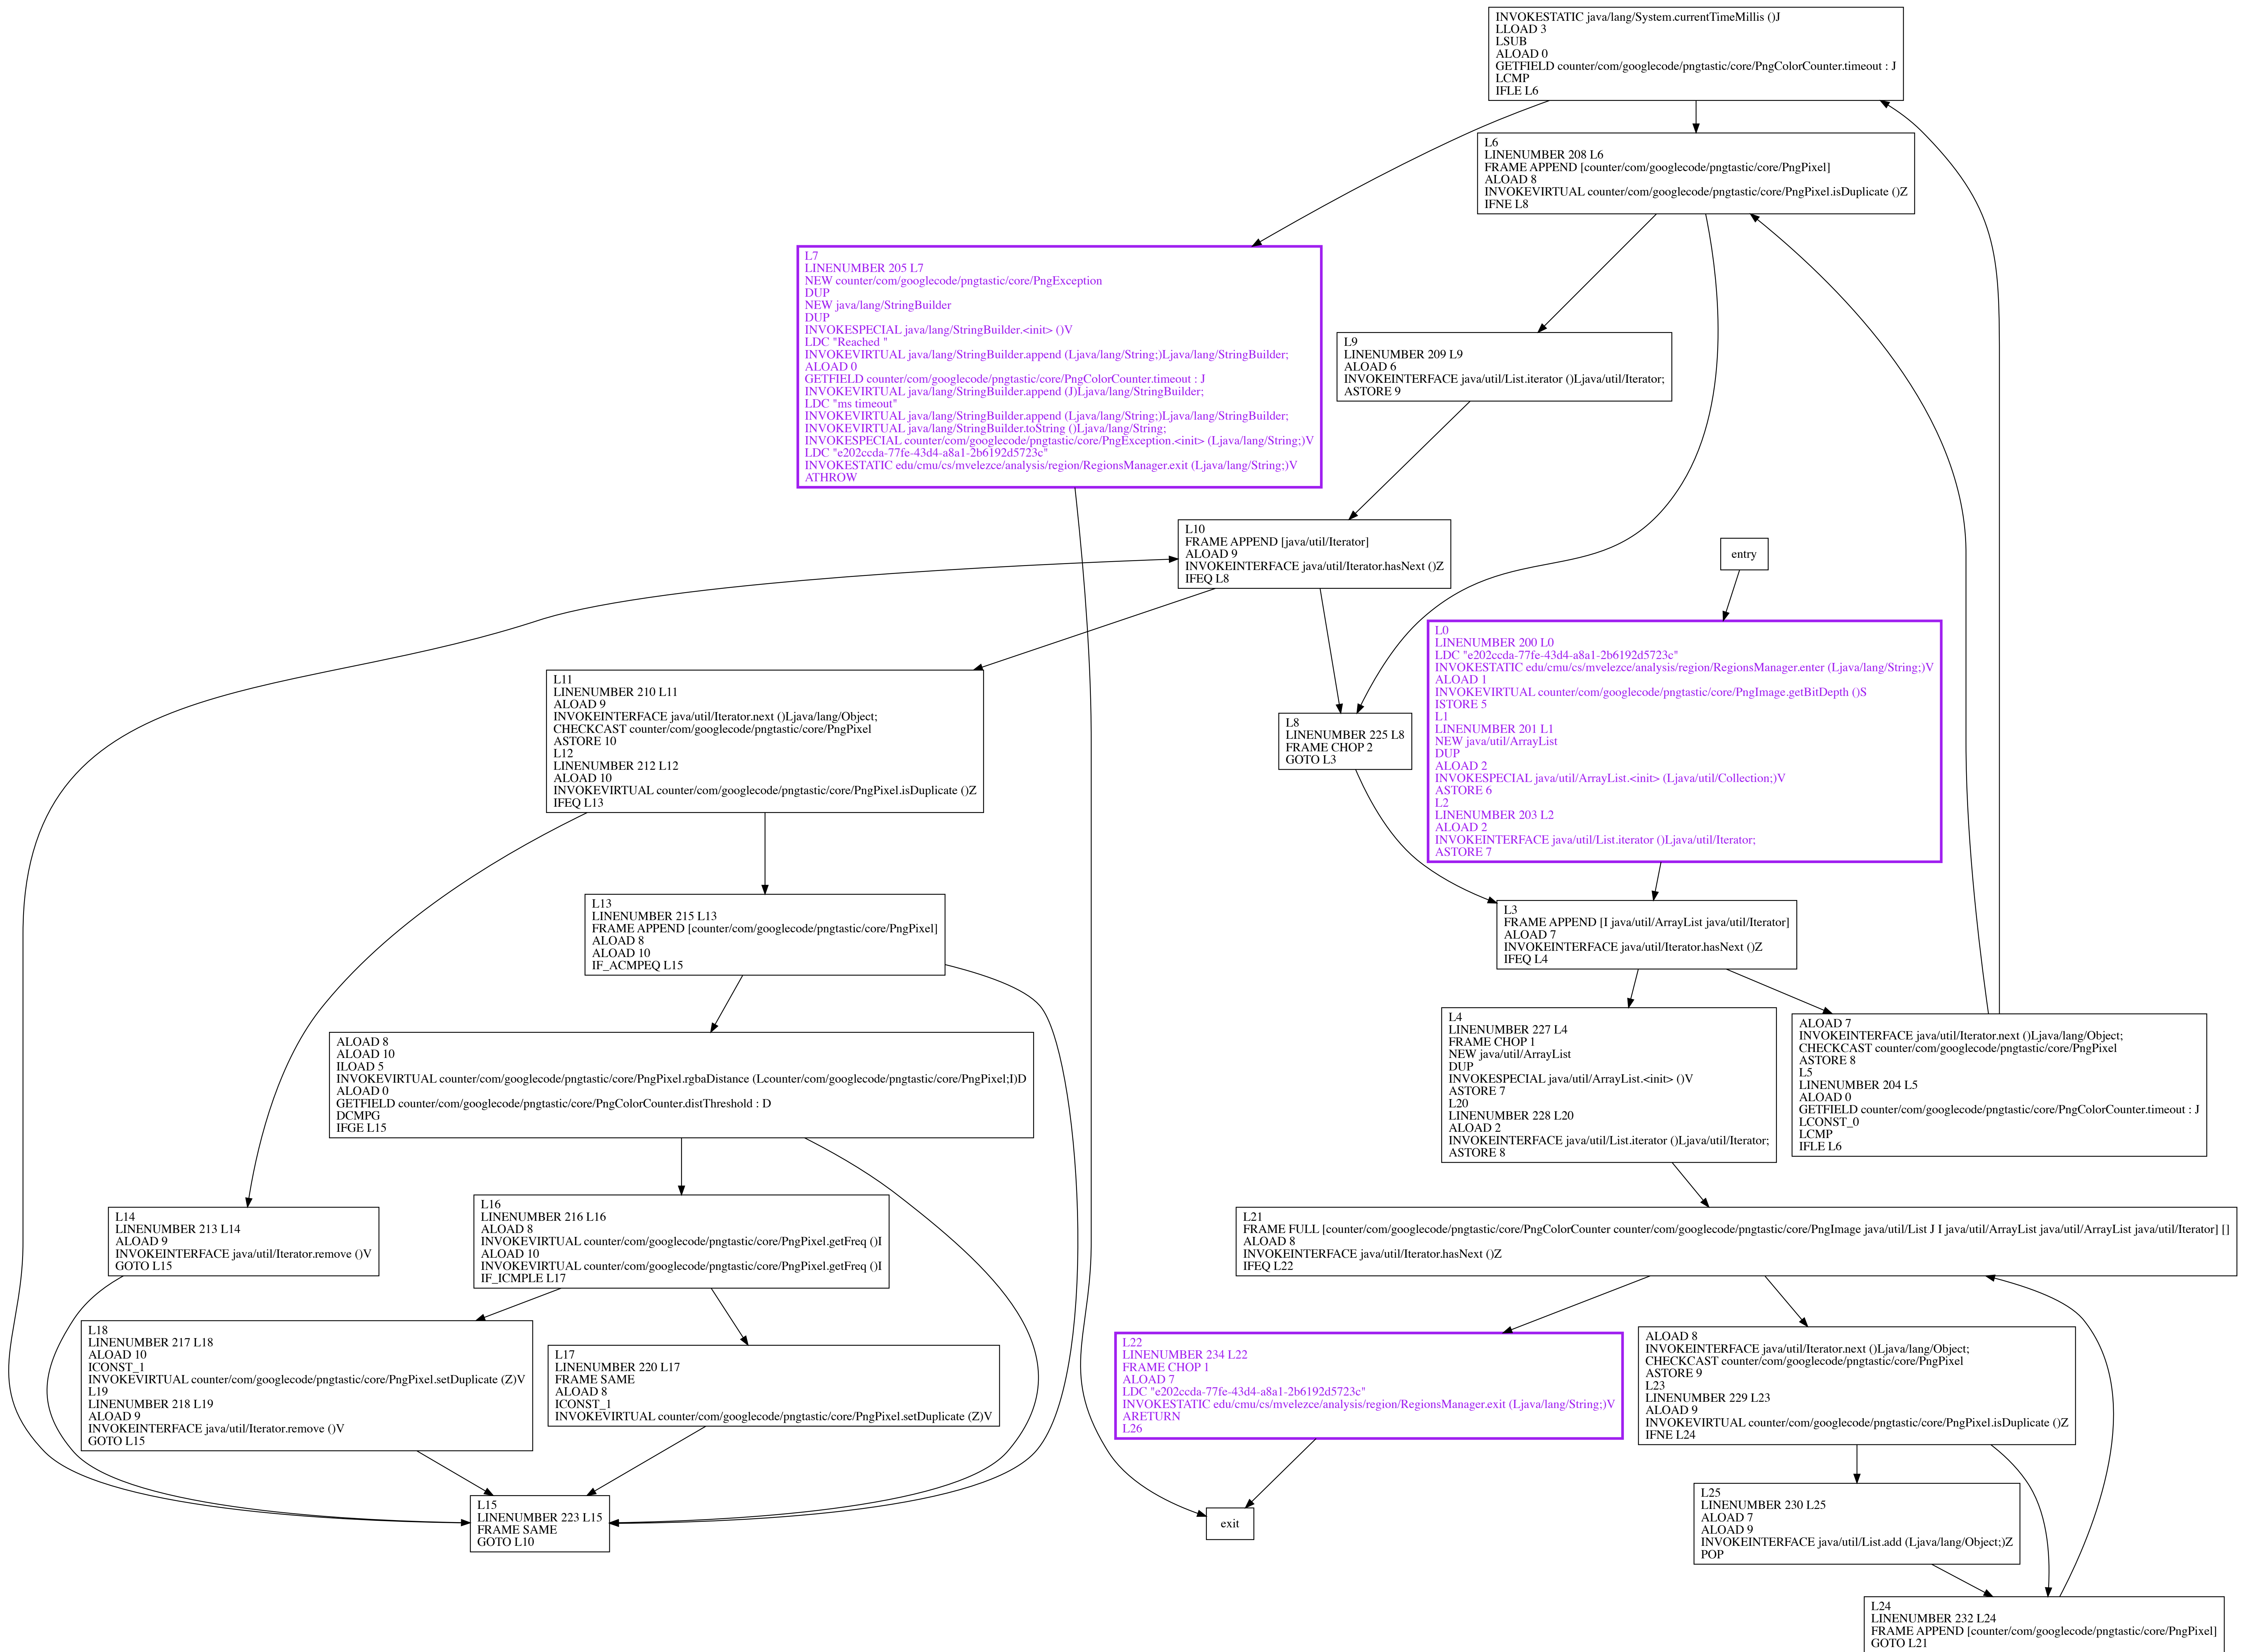 INVOKESTATIC java/lang/System.currentTimeMillis ()J
LLOAD 3
LSUB
ALOAD 0
GETFIELD counter/com/googlecode/pngtastic/core/PngColorCounter.timeout : J
LCMP
IFLE L6
L6
LINENUMBER 208 L6
FRAME APPEND [counter/com/googlecode/pngtastic/core/PngPixel]
ALOAD 8
INVOKEVIRTUAL counter/com/googlecode/pngtastic/core/PngPixel.isDuplicate ()Z
IFNE L8
L7
LINENUMBER 205 L7
NEW counter/com/googlecode/pngtastic/core/PngException
DUP
NEW java/lang/StringBuilder
DUP
INVOKESPECIAL java/lang/StringBuilder.<init> ()V
LDC "Reached "
INVOKEVIRTUAL java/lang/StringBuilder.append (Ljava/lang/String;)Ljava/lang/StringBuilder;
ALOAD 0
GETFIELD counter/com/googlecode/pngtastic/core/PngColorCounter.timeout : J
INVOKEVIRTUAL java/lang/StringBuilder.append (J)Ljava/lang/StringBuilder;
LDC "ms timeout"
INVOKEVIRTUAL java/lang/StringBuilder.append (Ljava/lang/String;)Ljava/lang/StringBuilder;
INVOKEVIRTUAL java/lang/StringBuilder.toString ()Ljava/lang/String;
INVOKESPECIAL counter/com/googlecode/pngtastic/core/PngException.<init> (Ljava/lang/String;)V
LDC "e202ccda-77fe-43d4-a8a1-2b6192d5723c"
INVOKESTATIC edu/cmu/cs/mvelezce/analysis/region/RegionsManager.exit (Ljava/lang/String;)V
ATHROW
L9
LINENUMBER 209 L9
ALOAD 6
INVOKEINTERFACE java/util/List.iterator ()Ljava/util/Iterator;
ASTORE 9
L10
FRAME APPEND [java/util/Iterator]
ALOAD 9
INVOKEINTERFACE java/util/Iterator.hasNext ()Z
IFEQ L8
entry
L0
LINENUMBER 200 L0
LDC "e202ccda-77fe-43d4-a8a1-2b6192d5723c"
INVOKESTATIC edu/cmu/cs/mvelezce/analysis/region/RegionsManager.enter (Ljava/lang/String;)V
ALOAD 1
INVOKEVIRTUAL counter/com/googlecode/pngtastic/core/PngImage.getBitDepth ()S
ISTORE 5
L1
LINENUMBER 201 L1
NEW java/util/ArrayList
DUP
ALOAD 2
INVOKESPECIAL java/util/ArrayList.<init> (Ljava/util/Collection;)V
ASTORE 6
L2
LINENUMBER 203 L2
ALOAD 2
INVOKEINTERFACE java/util/List.iterator ()Ljava/util/Iterator;
ASTORE 7
L11
LINENUMBER 210 L11
ALOAD 9
INVOKEINTERFACE java/util/Iterator.next ()Ljava/lang/Object;
CHECKCAST counter/com/googlecode/pngtastic/core/PngPixel
ASTORE 10
L12
LINENUMBER 212 L12
ALOAD 10
INVOKEVIRTUAL counter/com/googlecode/pngtastic/core/PngPixel.isDuplicate ()Z
IFEQ L13
L8
LINENUMBER 225 L8
FRAME CHOP 2
GOTO L3
L13
LINENUMBER 215 L13
FRAME APPEND [counter/com/googlecode/pngtastic/core/PngPixel]
ALOAD 8
ALOAD 10
IF_ACMPEQ L15
L3
FRAME APPEND [I java/util/ArrayList java/util/Iterator]
ALOAD 7
INVOKEINTERFACE java/util/Iterator.hasNext ()Z
IFEQ L4
L4
LINENUMBER 227 L4
FRAME CHOP 1
NEW java/util/ArrayList
DUP
INVOKESPECIAL java/util/ArrayList.<init> ()V
ASTORE 7
L20
LINENUMBER 228 L20
ALOAD 2
INVOKEINTERFACE java/util/List.iterator ()Ljava/util/Iterator;
ASTORE 8
ALOAD 7
INVOKEINTERFACE java/util/Iterator.next ()Ljava/lang/Object;
CHECKCAST counter/com/googlecode/pngtastic/core/PngPixel
ASTORE 8
L5
LINENUMBER 204 L5
ALOAD 0
GETFIELD counter/com/googlecode/pngtastic/core/PngColorCounter.timeout : J
LCONST_0
LCMP
IFLE L6
ALOAD 8
ALOAD 10
ILOAD 5
INVOKEVIRTUAL counter/com/googlecode/pngtastic/core/PngPixel.rgbaDistance (Lcounter/com/googlecode/pngtastic/core/PngPixel;I)D
ALOAD 0
GETFIELD counter/com/googlecode/pngtastic/core/PngColorCounter.distThreshold : D
DCMPG
IFGE L15
L14
LINENUMBER 213 L14
ALOAD 9
INVOKEINTERFACE java/util/Iterator.remove ()V
GOTO L15
L16
LINENUMBER 216 L16
ALOAD 8
INVOKEVIRTUAL counter/com/googlecode/pngtastic/core/PngPixel.getFreq ()I
ALOAD 10
INVOKEVIRTUAL counter/com/googlecode/pngtastic/core/PngPixel.getFreq ()I
IF_ICMPLE L17
L21
FRAME FULL [counter/com/googlecode/pngtastic/core/PngColorCounter counter/com/googlecode/pngtastic/core/PngImage java/util/List J I java/util/ArrayList java/util/ArrayList java/util/Iterator] []
ALOAD 8
INVOKEINTERFACE java/util/Iterator.hasNext ()Z
IFEQ L22
L18
LINENUMBER 217 L18
ALOAD 10
ICONST_1
INVOKEVIRTUAL counter/com/googlecode/pngtastic/core/PngPixel.setDuplicate (Z)V
L19
LINENUMBER 218 L19
ALOAD 9
INVOKEINTERFACE java/util/Iterator.remove ()V
GOTO L15
L17
LINENUMBER 220 L17
FRAME SAME
ALOAD 8
ICONST_1
INVOKEVIRTUAL counter/com/googlecode/pngtastic/core/PngPixel.setDuplicate (Z)V
L22
LINENUMBER 234 L22
FRAME CHOP 1
ALOAD 7
LDC "e202ccda-77fe-43d4-a8a1-2b6192d5723c"
INVOKESTATIC edu/cmu/cs/mvelezce/analysis/region/RegionsManager.exit (Ljava/lang/String;)V
ARETURN
L26
ALOAD 8
INVOKEINTERFACE java/util/Iterator.next ()Ljava/lang/Object;
CHECKCAST counter/com/googlecode/pngtastic/core/PngPixel
ASTORE 9
L23
LINENUMBER 229 L23
ALOAD 9
INVOKEVIRTUAL counter/com/googlecode/pngtastic/core/PngPixel.isDuplicate ()Z
IFNE L24
L15
LINENUMBER 223 L15
FRAME SAME
GOTO L10
exit
L25
LINENUMBER 230 L25
ALOAD 7
ALOAD 9
INVOKEINTERFACE java/util/List.add (Ljava/lang/Object;)Z
POP
L24
LINENUMBER 232 L24
FRAME APPEND [counter/com/googlecode/pngtastic/core/PngPixel]
GOTO L21